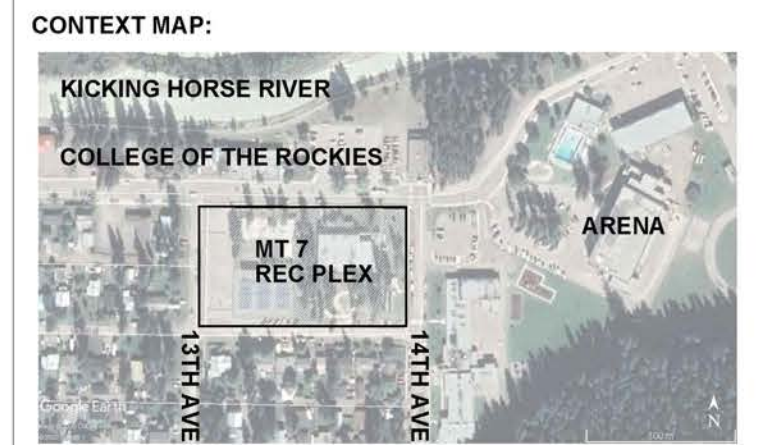 CONTEXT MAP:
KICKING HORSE RIVER
COLLEGE OF THE ROCKIES
MT 7
REC PLEX
ARENA
13TH AVE
14TH AVE
Google Earth
N
100 m